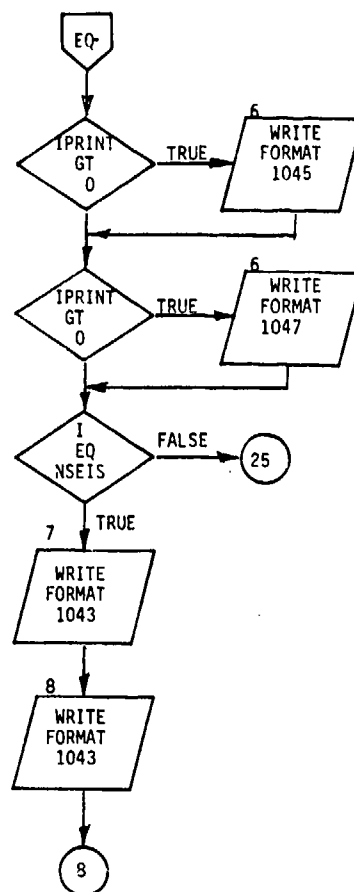 EQ-
IPRINT
GT
0
TRUE
6
WRITE
FORMAT
1045
IPRINT
GT
0
TRUE
6
WRITE
FORMAT
1047
I
EQ
NSEIS
FALSE
25
TRUE
7
WRITE
FORMAT
1043
8
WRITE
FORMAT
1043
8